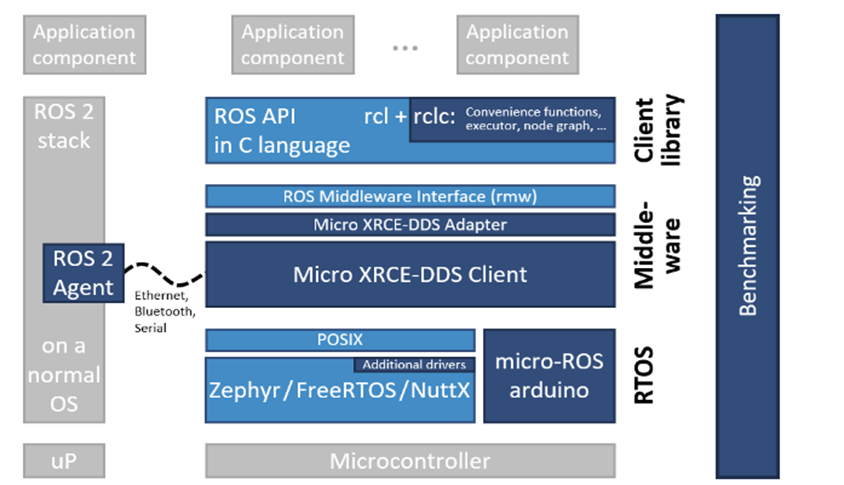 Application
component
Application
component
...
Application
component
ROS 2
stack
ROS 2
Agent
on a
normal
OS
uP
Ethernet,
Bluetooth,
Serial
ROS API
in C language
rcl + rclc:
Convenience functions,
executor, node graph, ...
ROS Middleware Interface (rmw)
Micro XRCE-DDS Adapter
Micro XRCE-DDS Client
POSIX
Additional drivers
Zephyr/FreeRTOS/NuttX
micro-ROS
arduino
Microcontroller
Client
library
Middle-
ware
RTOS
Benchmarking